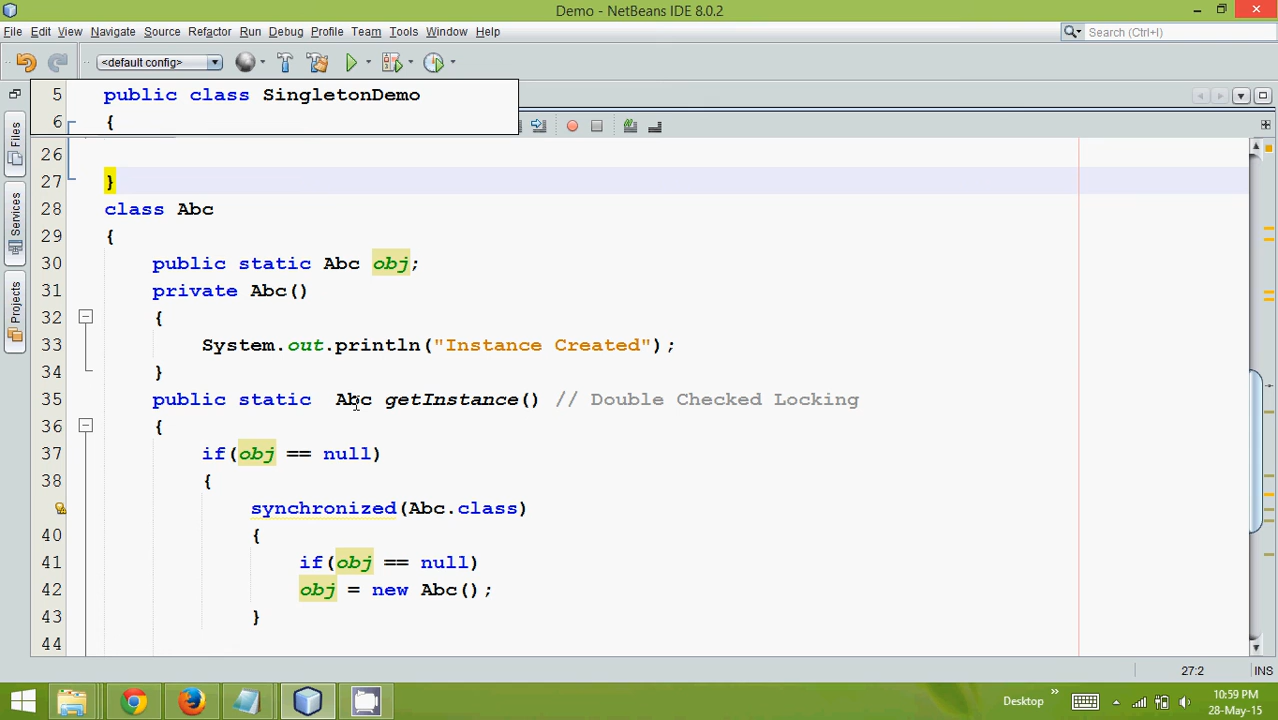 Demo - NetBeans IDE 8.0.2
File Edit View Navigate Source Refactor Run Debug Profile Team Tools Window Help
Search (Ctrl+I)
<default config>
5 public class SingletonDemo
6 {
Files
Services
Projects
26
27 }
28 class Abc
29 {
30 public static Abc obj;
31 private Abc()
32 {
33 System.out.println("Instance Created");
34 }
35 public static Abc getInstance() // Double Checked Locking
36 {
37 if(obj == null)
38 {
synchronized(Abc.class)
40 {
41 if(obj == null)
42 obj = new Abc();
43 }
44
27:2 INS
Desktop
10:59 PM
28-May-15